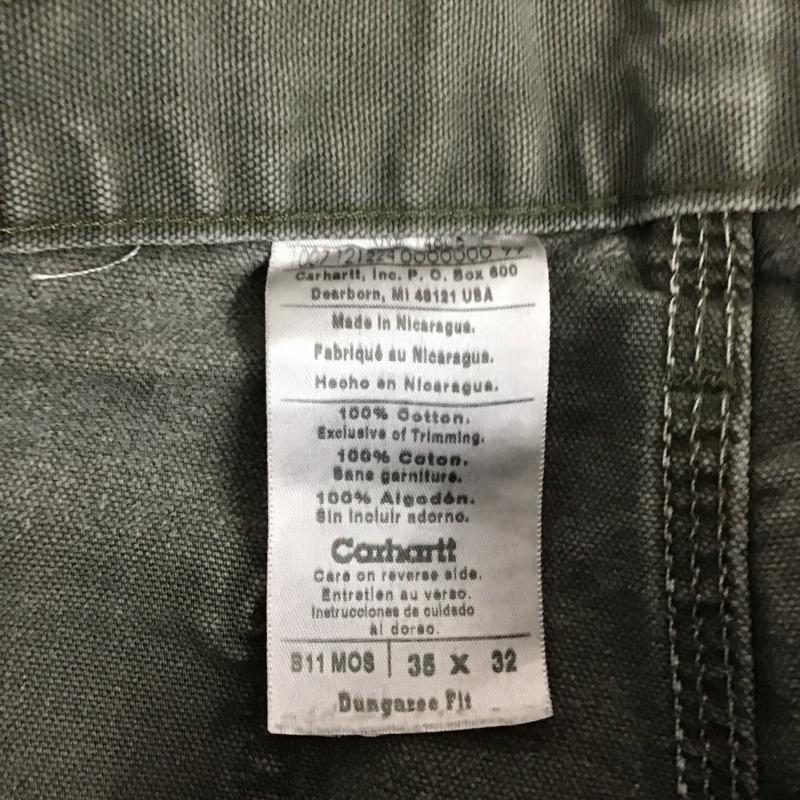 Carhartt, Inc. P. O. Box 600
Dearborn, MI 48121 USA
Made in Nicaragua.
Fabriqué au Nicaragua.
Hecho en Nicaragua.
100% Cotton.
Exclusive of Trimming.
100% Coton.
Sans garniture.
100% Algodón.
Sin incluir adorno.
Carhartt
Care on reverse side.
Entretien au verso.
Instrucciones de cuidado
al dorso.
B11 MOS | 35 X 32
Dungaree Fit